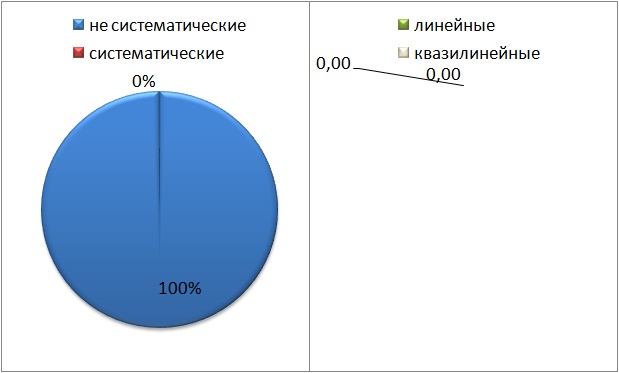 не систематические
систематические
0%
100%
линейные
квазилинейные
0,00
0,00